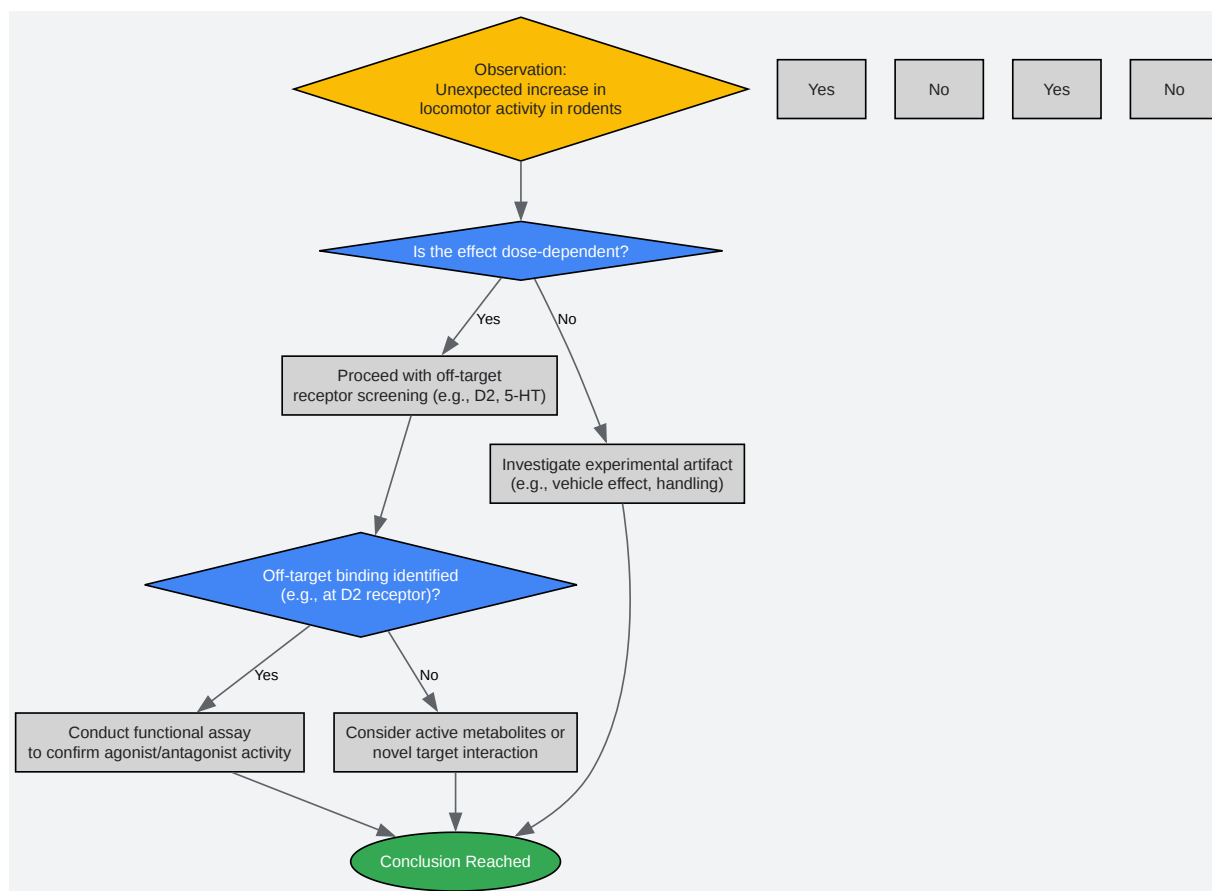 Observation:
Unexpected increase in
locomotor activity in rodents
Yes
No
Yes
No
Is the effect dose-dependent?
Yes
No
Proceed with off-target
receptor screening (e.g., D2, 5-HT)
Investigate experimental artifact
(e.g., vehicle effect, handling)
Off-target binding identified
(e.g., at D2 receptor)?
Yes
No
Conduct functional assay
to confirm agonist/antagonist activity
Consider active metabolites or
novel target interaction
Conclusion Reached